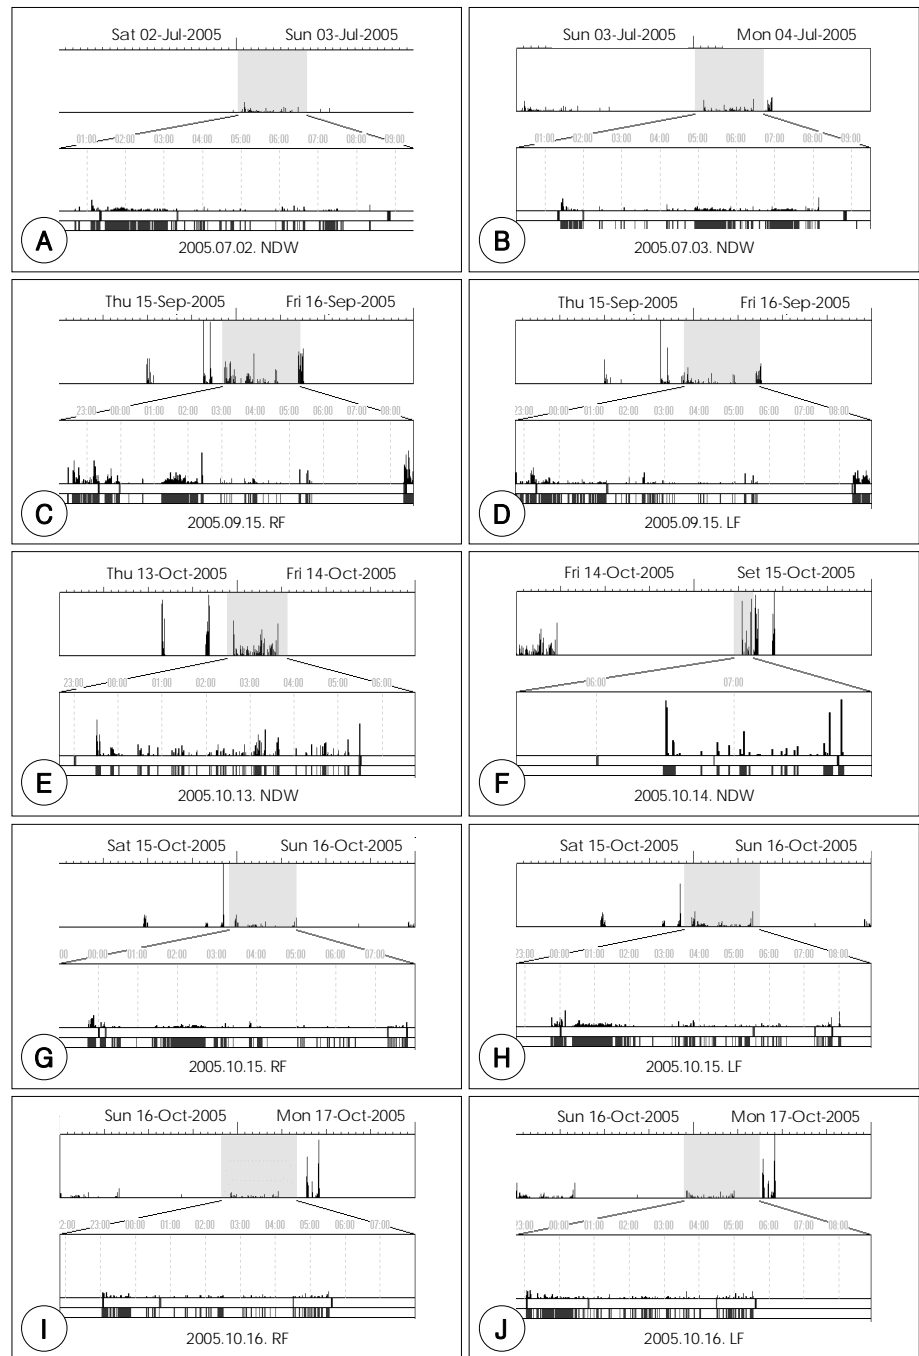 Sat 02-Jul-2005 Sun 03-Jul-2005
01:00 02:00 03:00 04:00 05:00 06:00 07:00 08:00 09:00
A
2005.07.02. NDW
Sun 03-Jul-2005 Mon 04-Jul-2005
01:00 02:00 03:00 04:00 05:00 06:00 07:00 08:00 09:00
B
2005.07.03. NDW
Thu 15-Sep-2005 Fri 16-Sep-2005
23:00 00:00 01:00 02:00 03:00 04:00 05:00 06:00 07:00 08:00
C
2005.09.15. RF
Thu 15-Sep-2005 Fri 16-Sep-2005
23:00 00:00 01:00 02:00 03:00 04:00 05:00 06:00 07:00 08:00
D
2005.09.15. LF
Thu 13-Oct-2005 Fri 14-Oct-2005
23:00 00:00 01:00 02:00 03:00 04:00 05:00 06:00
E
2005.10.13. NDW
Fri 14-Oct-2005 Set 15-Oct-2005
06:00 07:00
F
2005.10.14. NDW
Sat 15-Oct-2005 Sun 16-Oct-2005
:00 00:00 01:00 02:00 03:00 04:00 05:00 06:00 07:00
G
2005.10.15. RF
Sat 15-Oct-2005 Sun 16-Oct-2005
23:00 00:00 01:00 02:00 03:00 04:00 05:00 06:00 07:00 08:00
H
2005.10.15. LF
Sun 16-Oct-2005 Mon 17-Oct-2005
2:00 23:00 00:00 01:00 02:00 03:00 04:00 05:00 06:00 07:00
I
2005.10.16. RF
Sun 16-Oct-2005 Mon 17-Oct-2005
23:00 00:00 01:00 02:00 03:00 04:00 05:00 06:00 07:00 08:00
J
2005.10.16. LF